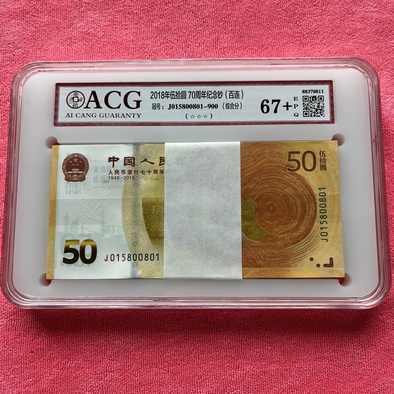 ACG
AI CANG GUARANTY
2018年伍拾圆 70周年纪念钞（百连）
冠号：J015800801-900（综合分）
（☆☆☆）
67+
EPQ
88370811
中国人民
人民币发行七十周年
1948-2018
50
伍拾圆
50
J015800801
J015800801